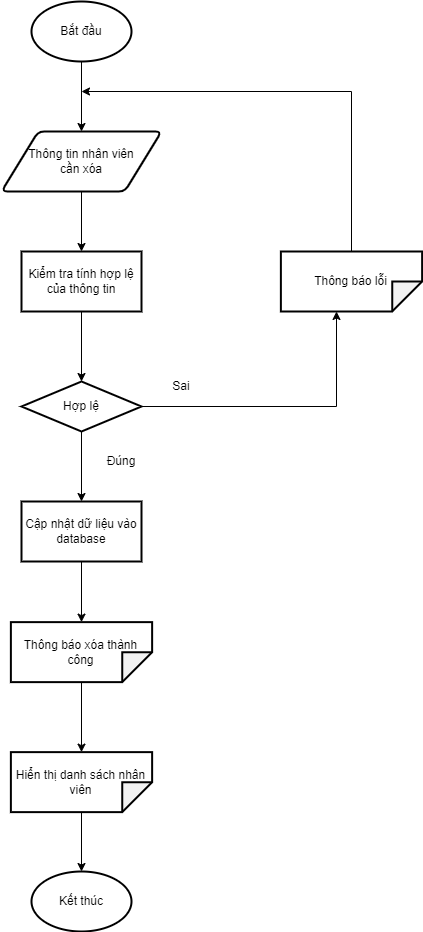 Bắt đầu
Thông tin nhân viên
cần xóa
Kiểm tra tính hợp lệ
của thông tin
Thông báo lỗi
Sai
Hợp lệ
Đúng
Cập nhật dữ liệu vào
database
Thông báo xóa thành
công
Hiển thị danh sách nhân
viên
Kết thúc